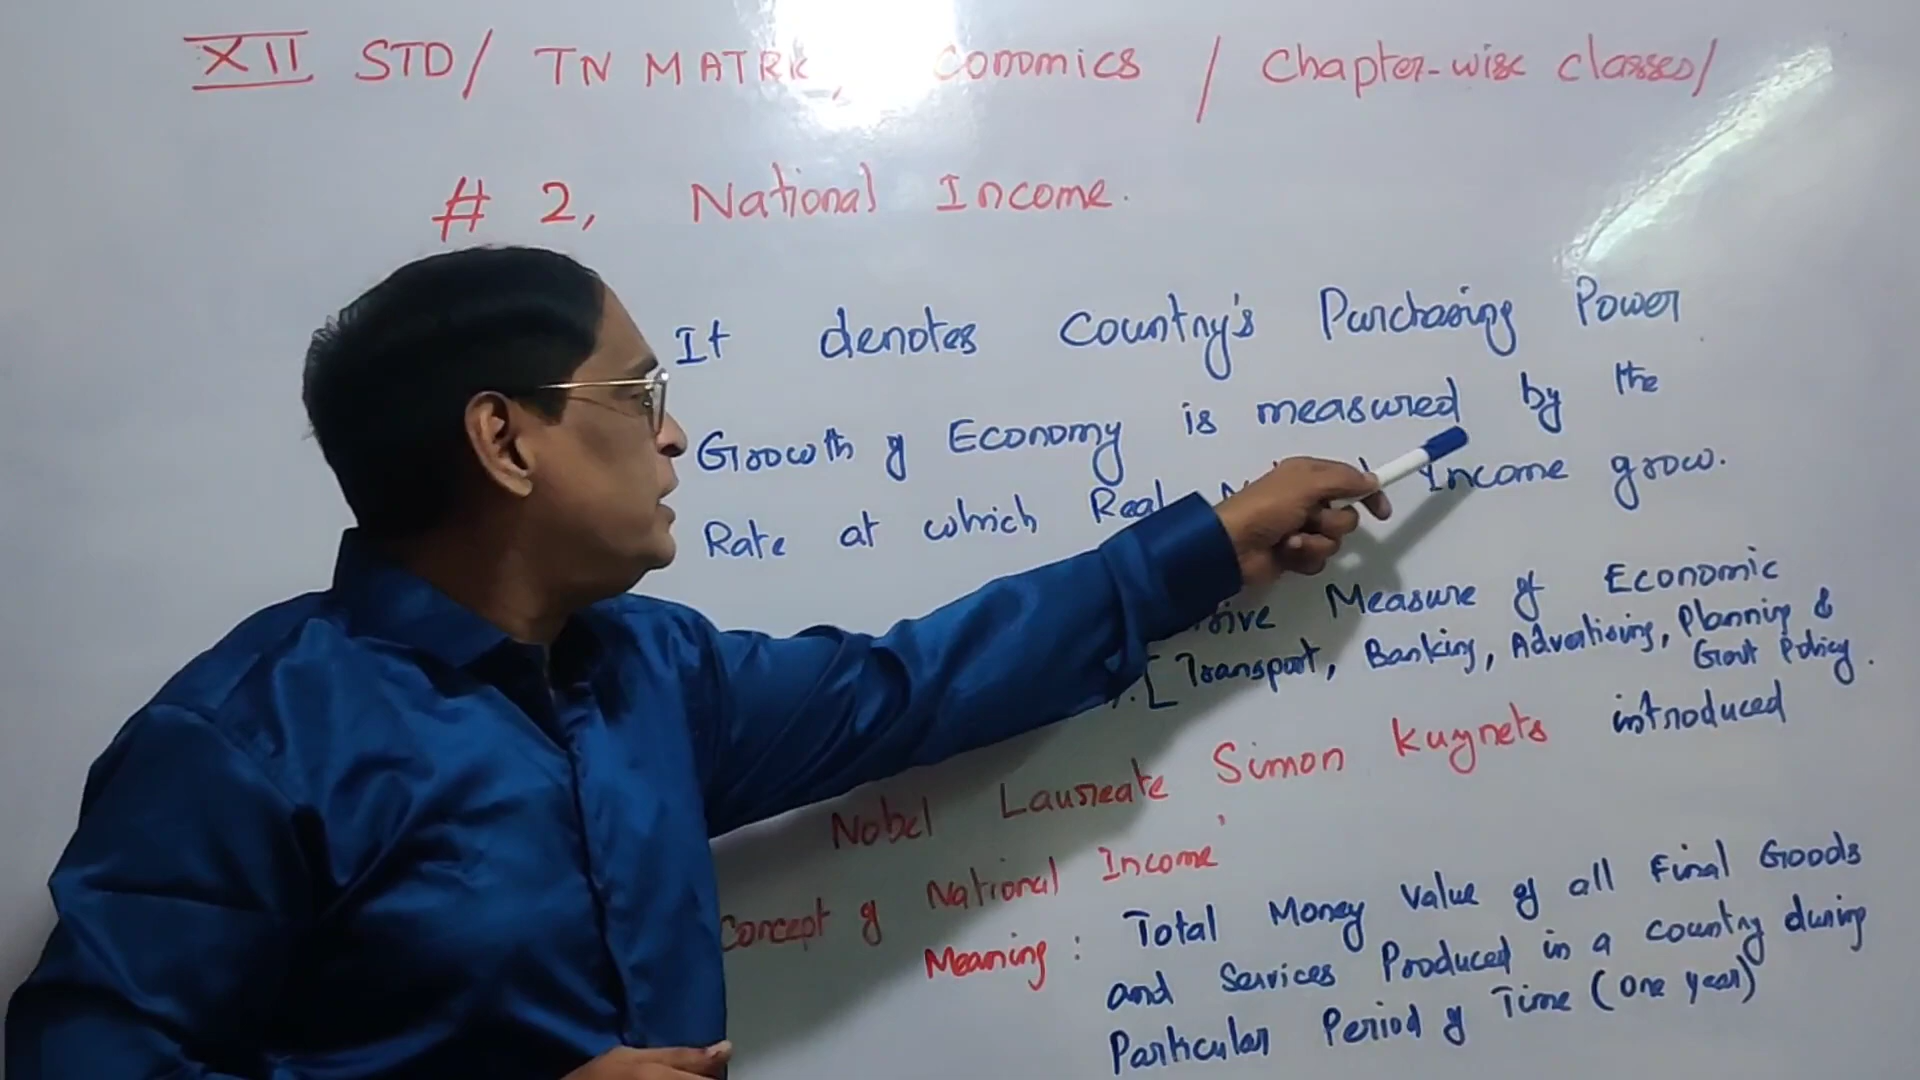 XII STD / TN MATRIC conomics / Chapter-wise classes/
# 2, National Income.
It denotes Country's Purchasing Power
Growth of Economy is measured by the
Rate at which Real Income grow.
sive Measure of Economic
[Transport, Banking, Advertising, Planning &
Govt Policy.
Nobel Laureate Simon Kuynets introduced
Concept of National Income
Meaning: Total Money Value of all Final Goods
and Services Produced in a country during
Particular Period of Time (one year)